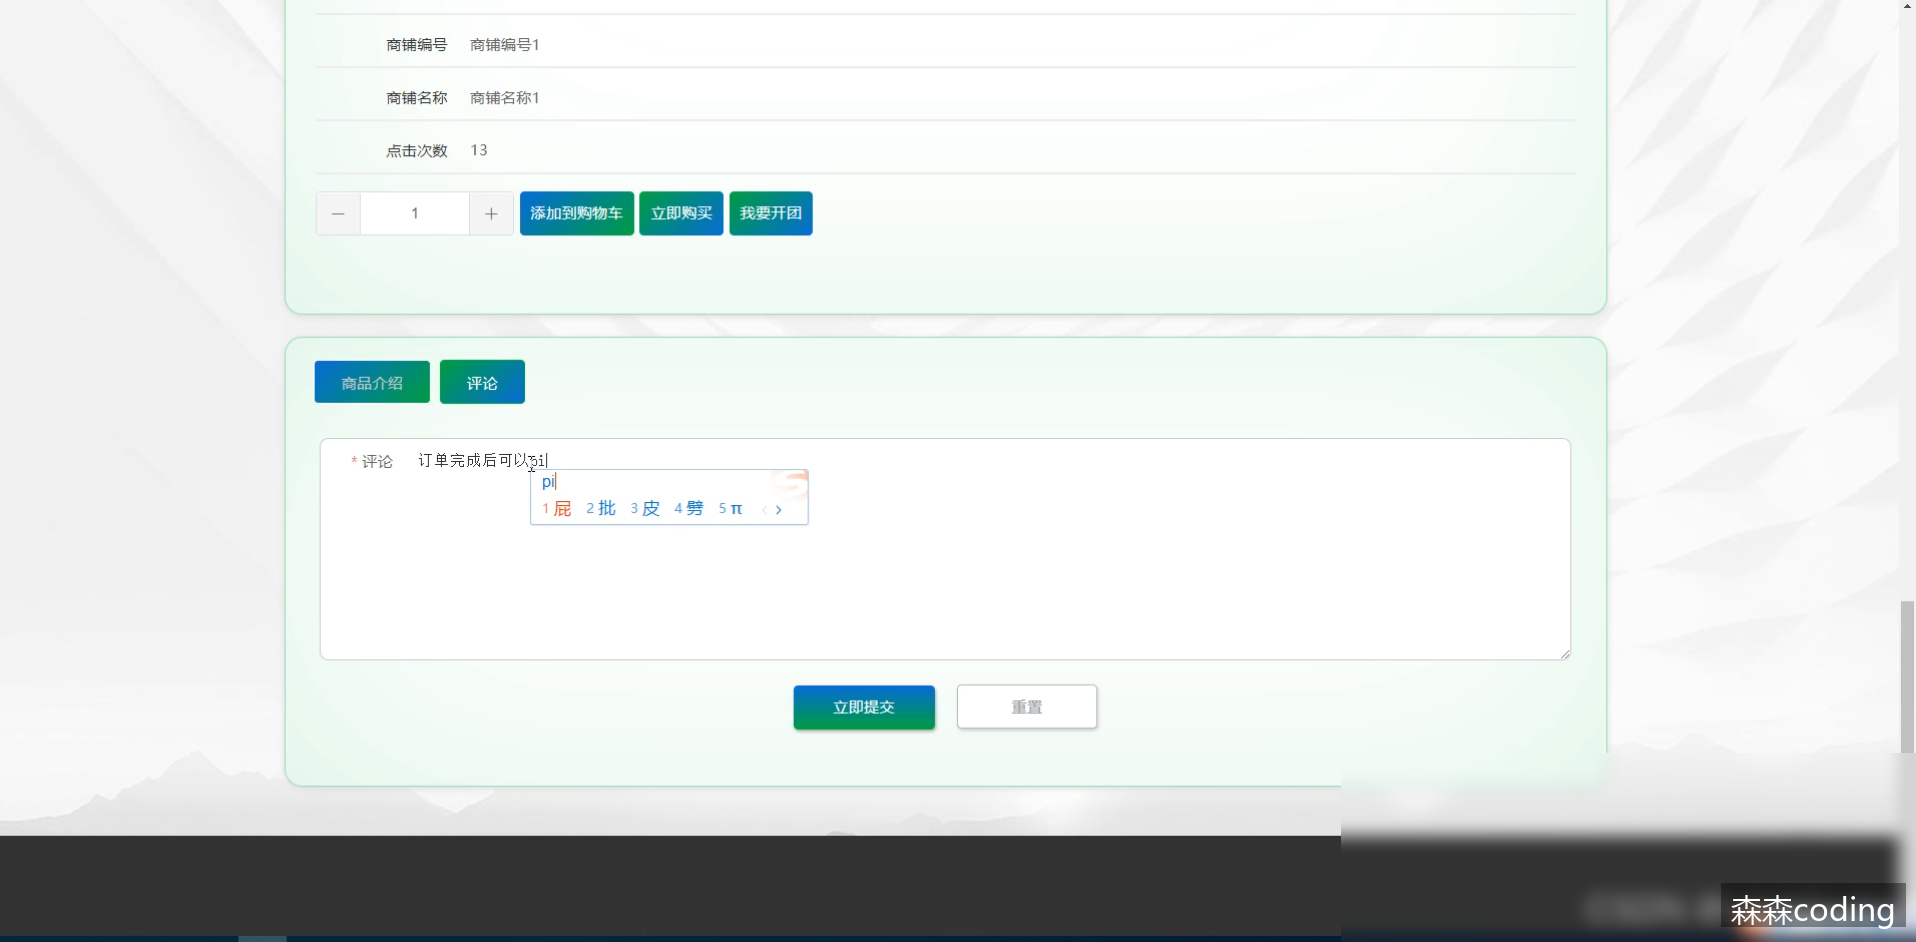 商铺编号 商铺编号1
商铺名称 商铺名称1
点击次数 13
— 1 + 添加到购物车 立即购买 我要开团
商品介绍 评论
* 评论 订单完成后可以pi
pi
1 屁 2 批 3 皮 4 劈 5 π
立即提交 重置
森森coding